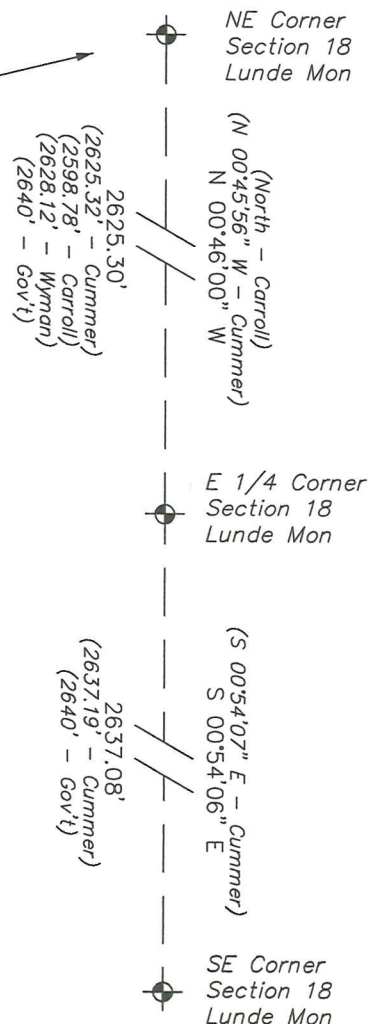 NE Corner
Section 18
Lunde Mon
(North - Carroll)
(N 00°45'56" W - Cummer)
N 00°46'00" W
2625.30'
(2625.32' - Cummer)
(2598.78' - Carroll)
(2628.12' - Wyman)
(2640' - Gov't)
E 1/4 Corner
Section 18
Lunde Mon
(S 00°54'07" E - Cummer)
S 00°54'06" E
2637.08'
(2637.19' - Cummer)
(2640' - Gov't)
SE Corner
Section 18
Lunde Mon